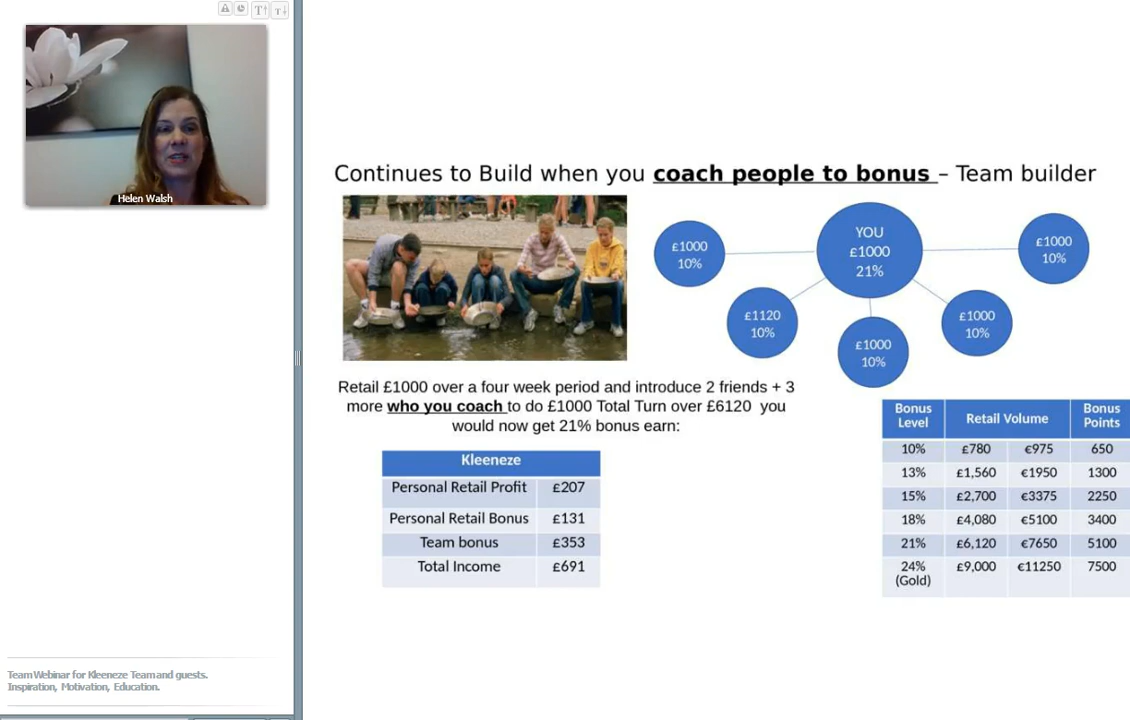 Helen Walsh
Team Webinar for Kleeneze Team and guests.
Inspiration, Motivation, Education.
Continues to Build when you coach people to bonus – Team builder
£1000
10%
YOU
£1000
21%
£1000
10%
£1120
10%
£1000
10%
£1000
10%
Retail £1000 over a four week period and introduce 2 friends + 3
more who you coach to do £1000 Total Turn over £6120 you
would now get 21% bonus earn:
Kleeneze
Personal Retail Profit £207
Personal Retail Bonus £131
Team bonus £353
Total Income £691
Bonus Level Retail Volume Bonus Points
10% £780 €975 650
13% £1,560 €1950 1300
15% £2,700 €3375 2250
18% £4,080 €5100 3400
21% £6,120 €7650 5100
24% (Gold) £9,000 €11250 7500